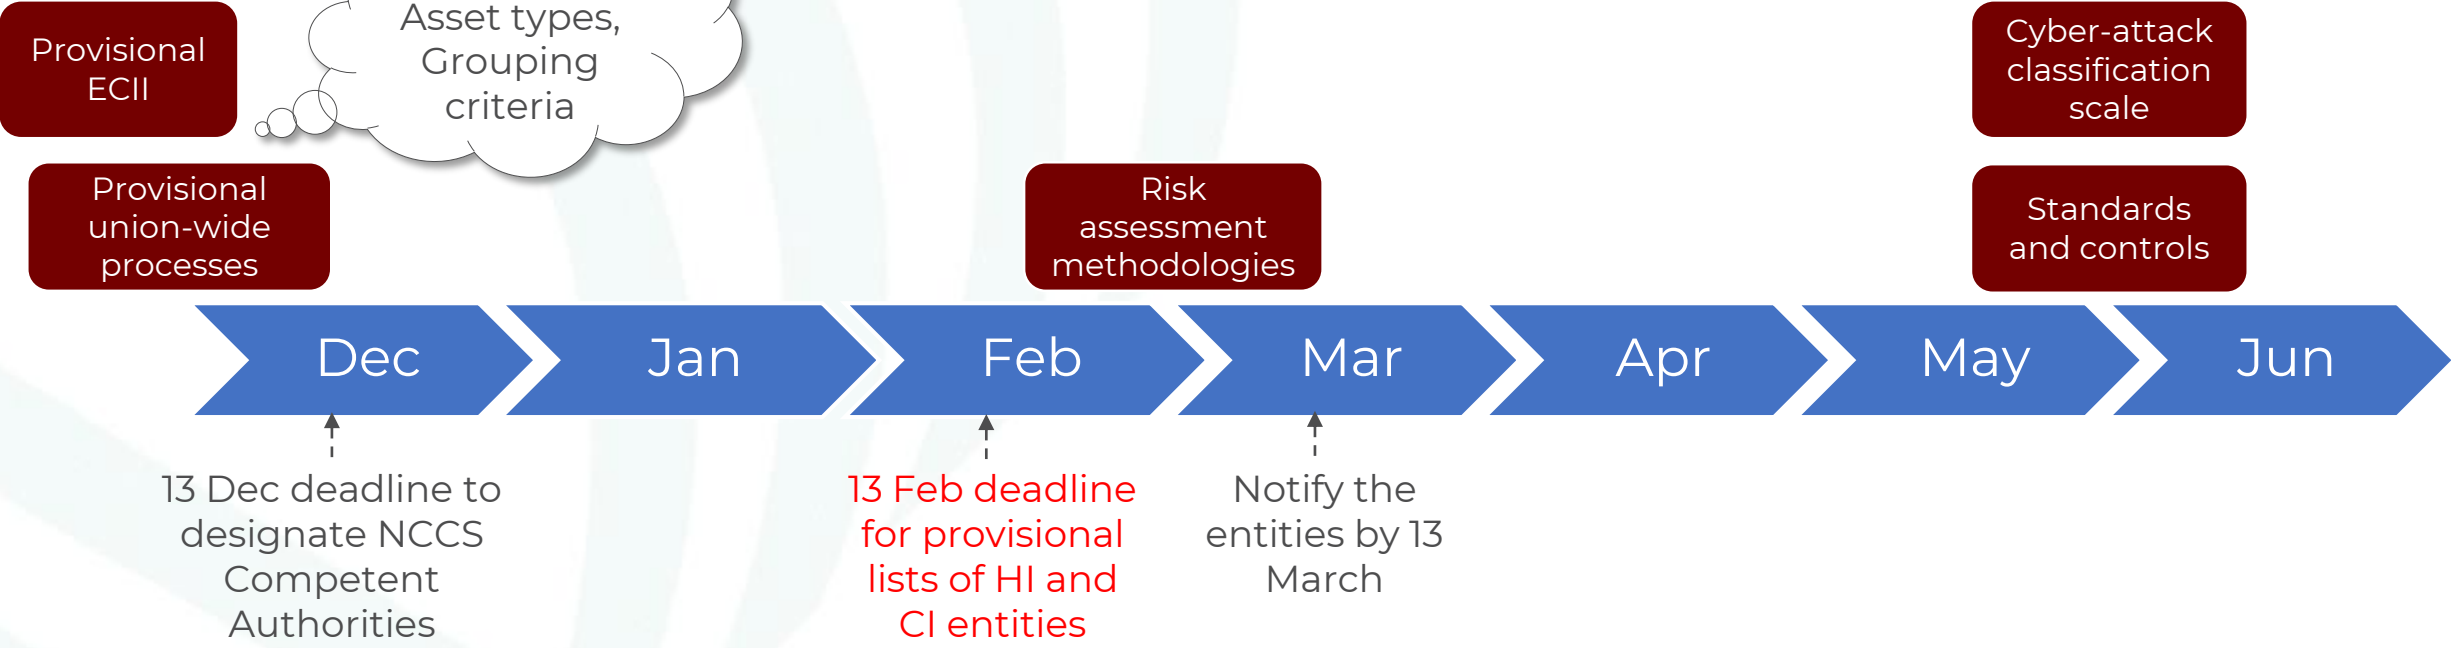 Provisional
ECII
Asset types,
Grouping
criteria
Cyber-attack
classification
scale
Provisional
union-wide
processes
Risk
assessment
methodologies
Standards
and controls
Dec
Jan
Feb
Mar
Apr
May
Jun
13 Dec deadline to
designate NCCS
Competent
Authorities
13 Feb deadline
for provisional
lists of HI and
CI entities
Notify the
entities by 13
March